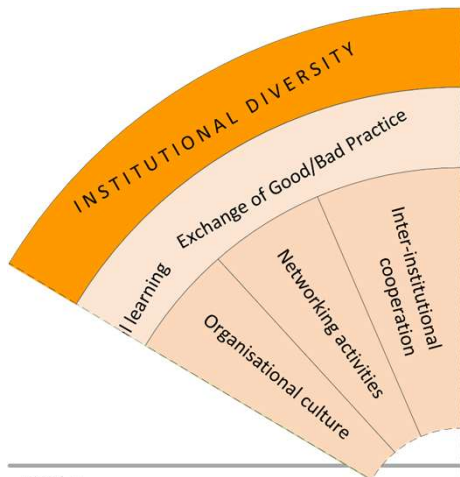 INSTITUTIONAL DIVERSITY
Exchange of Good/Bad Practice
l learning
Organisational culture
Networking activities
Inter-institutional
cooperation